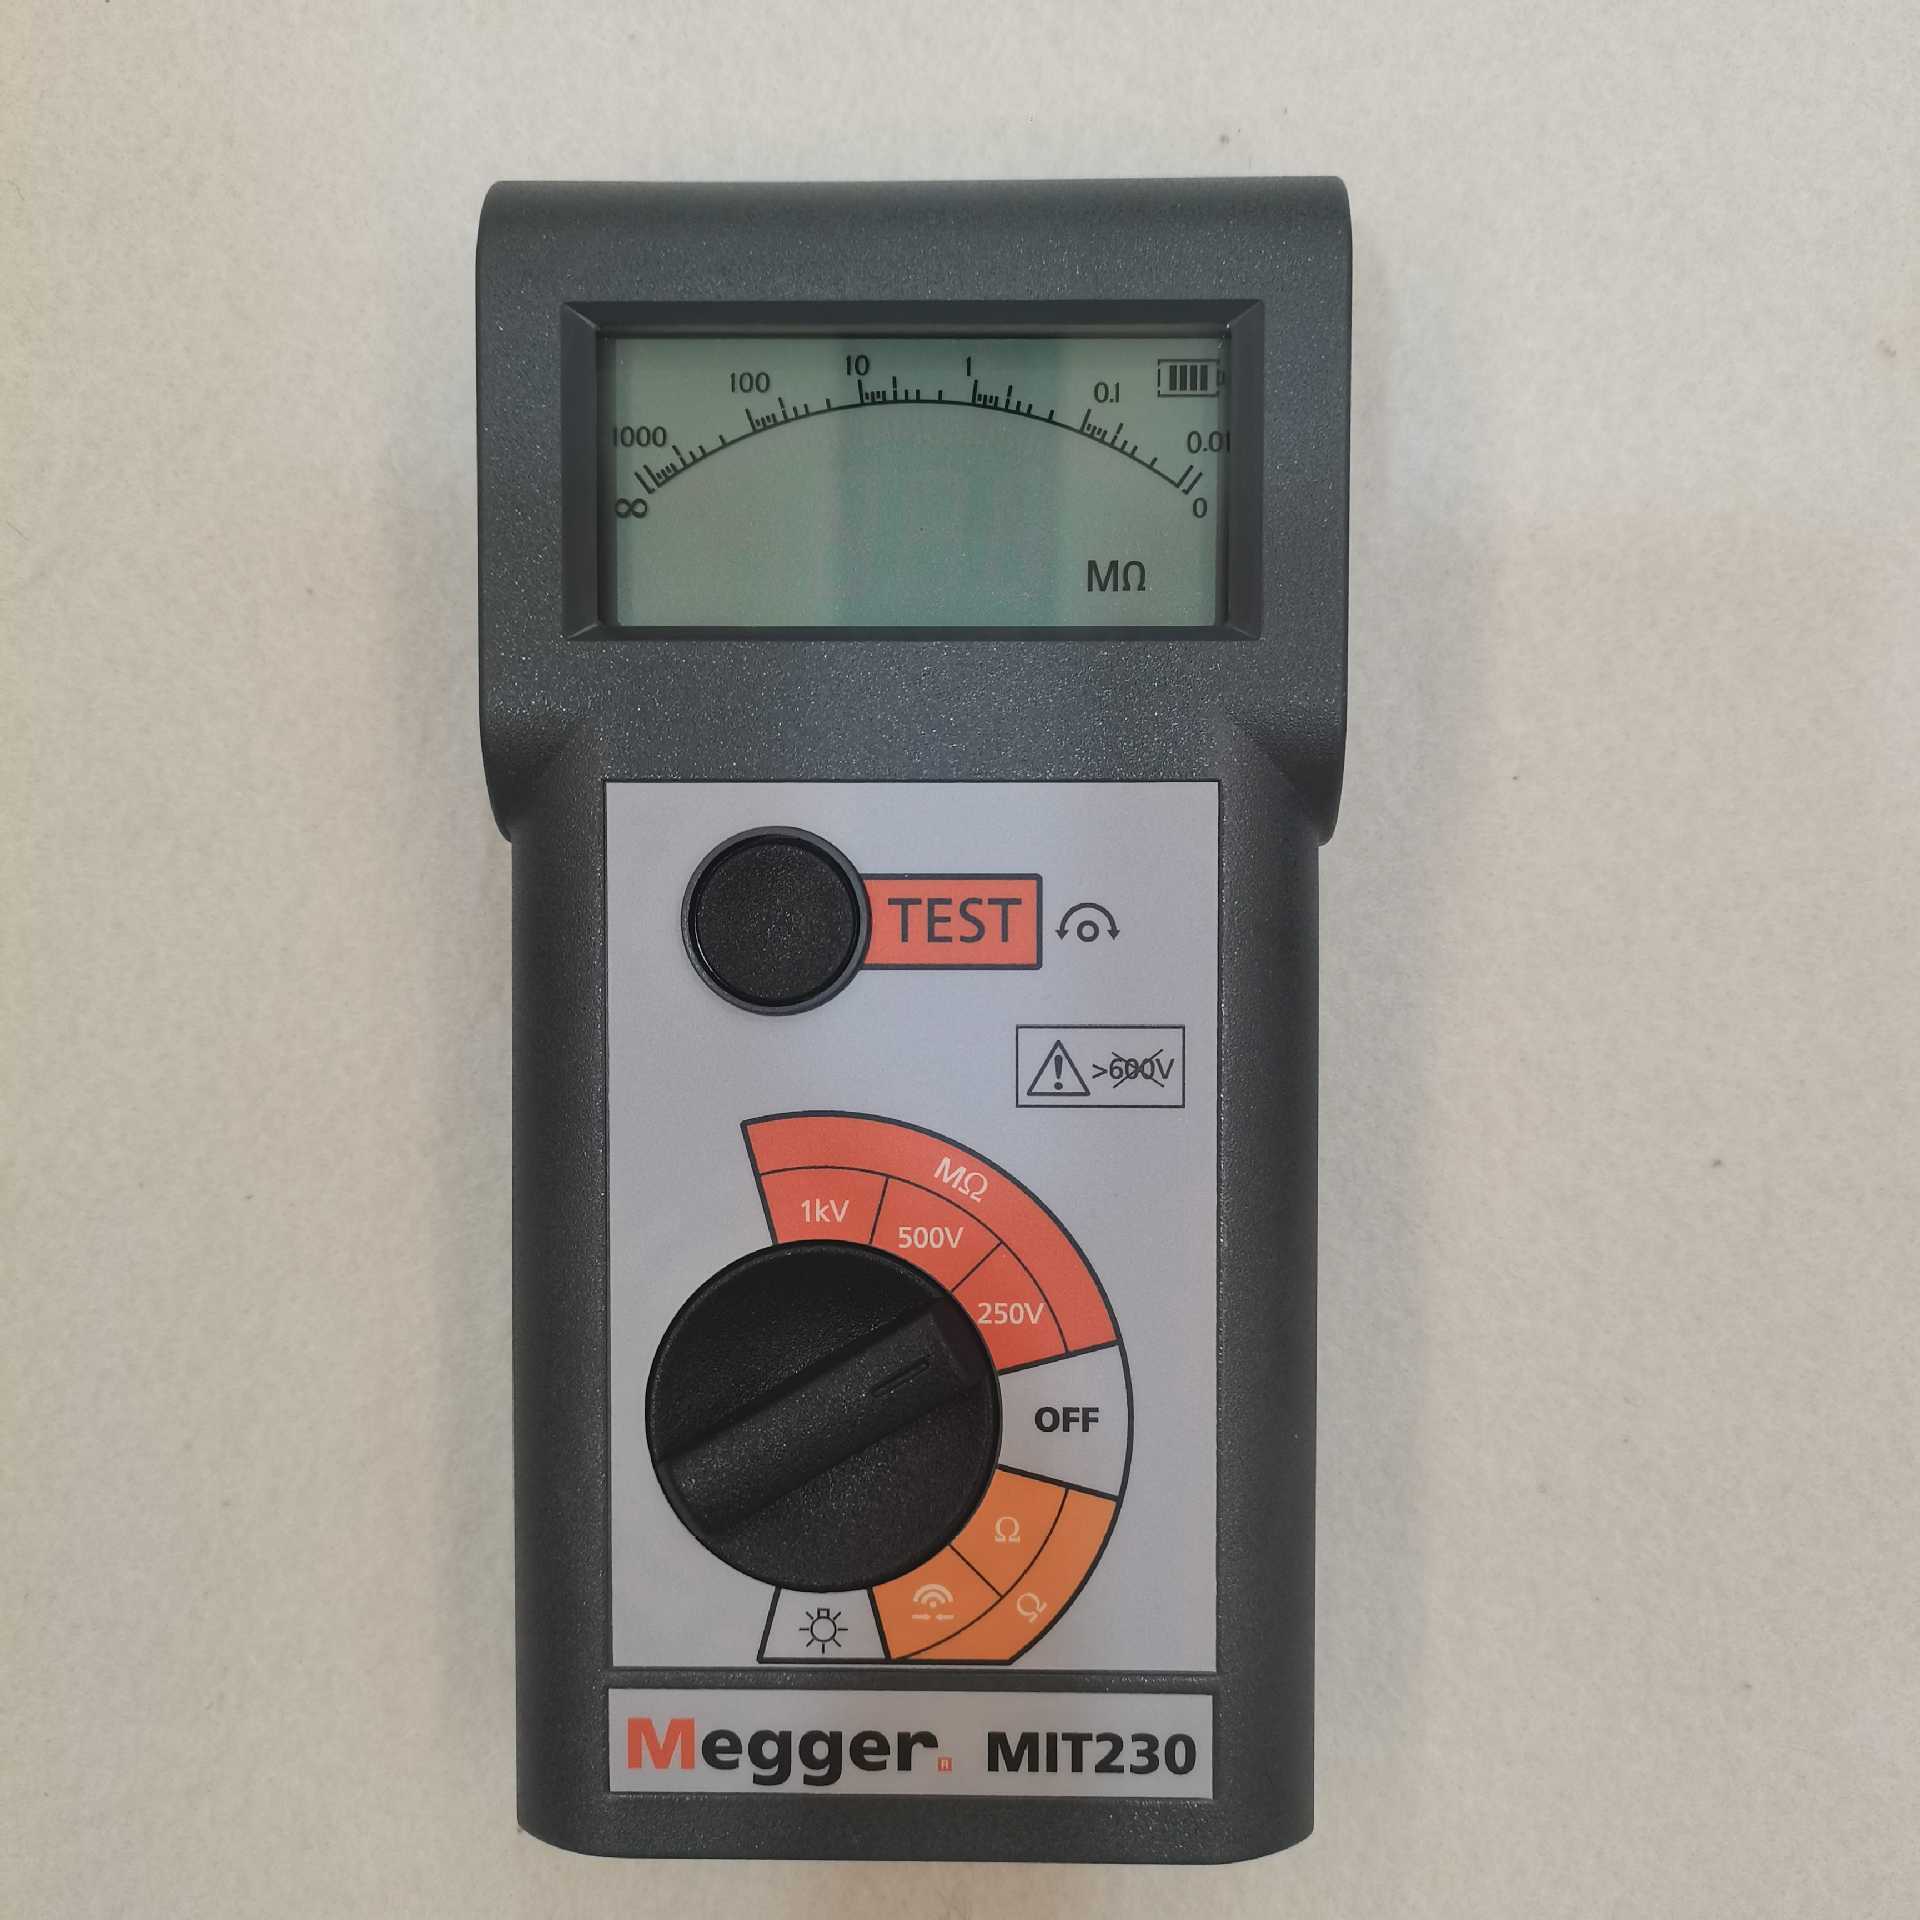 1000 100 10 1 0.1 0.01
∞ 0
MΩ
TEST
>600V
MΩ
1kV 500V 250V
OFF
Ω
Ω
Megger® MIT230